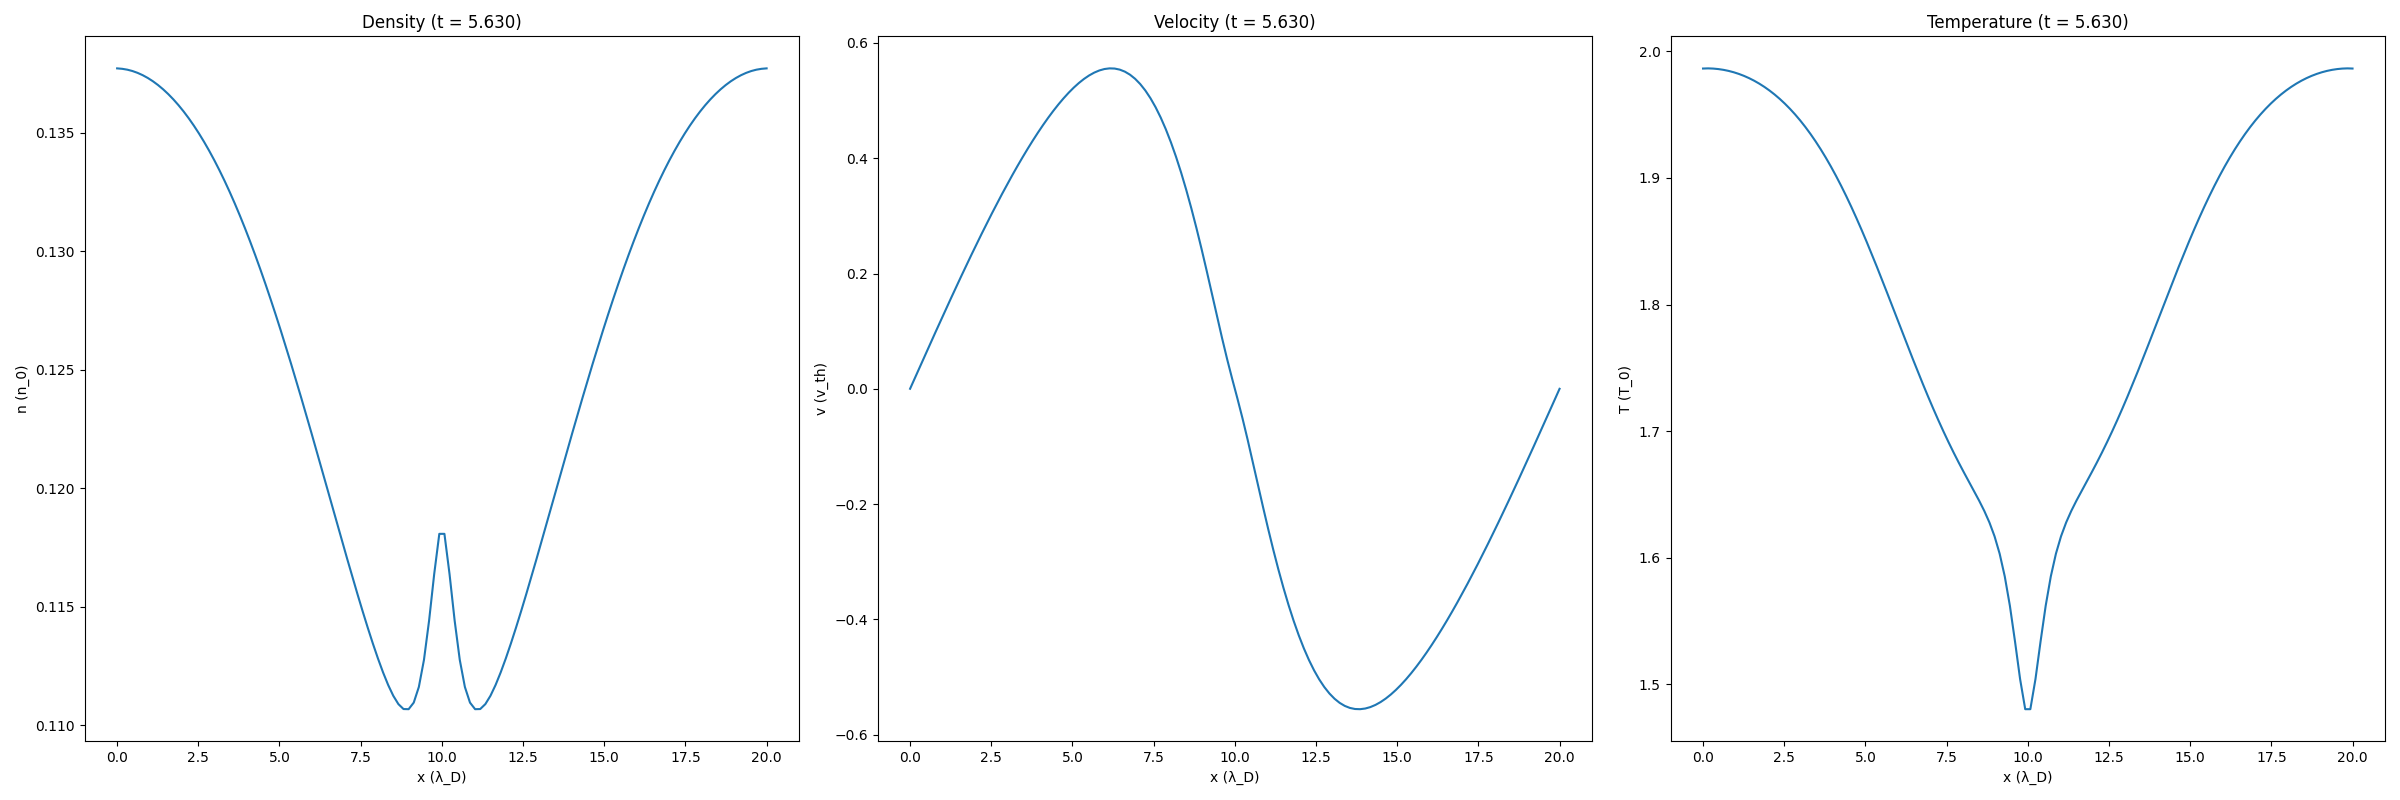 Density (t = 5.630)
n (n_0)
0.135
0.130
0.125
0.120
0.115
0.110
0.0 2.5 5.0 7.5 10.0 12.5 15.0 17.5 20.0
x (λ_D)
Velocity (t = 5.630)
v (v_th)
0.6
0.4
0.2
0.0
−0.2
−0.4
−0.6
0.0 2.5 5.0 7.5 10.0 12.5 15.0 17.5 20.0
x (λ_D)
Temperature (t = 5.630)
T (T_0)
2.0
1.9
1.8
1.7
1.6
1.5
0.0 2.5 5.0 7.5 10.0 12.5 15.0 17.5 20.0
x (λ_D)